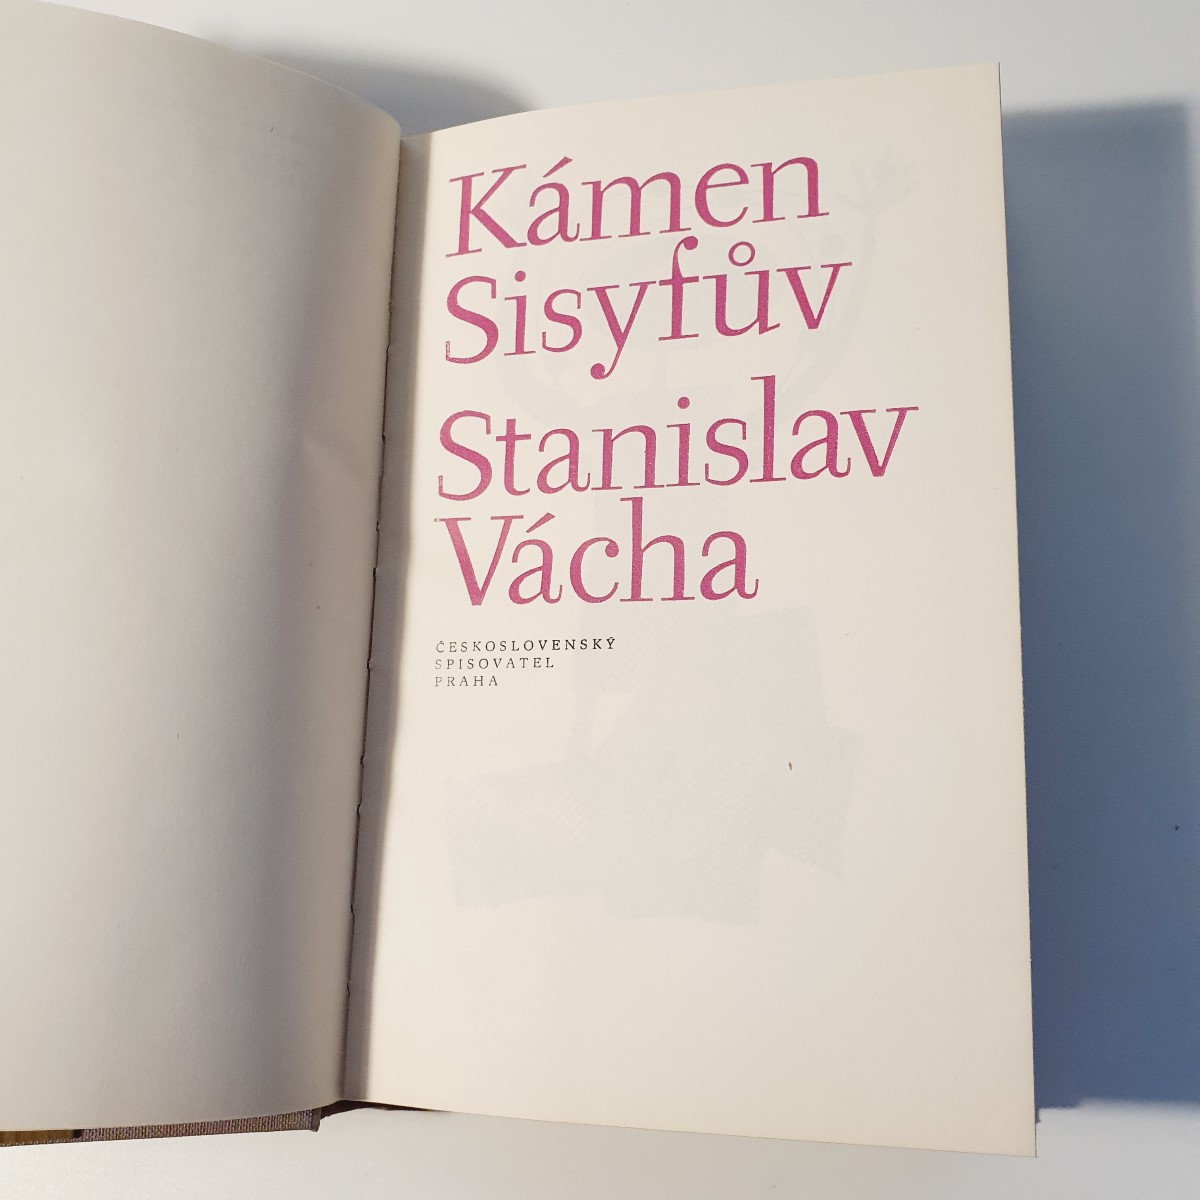 Kámen
Sisyfův
Stanislav
Vácha
ČESKOSLOVENSKÝ
SPISOVATEL
PRAHA